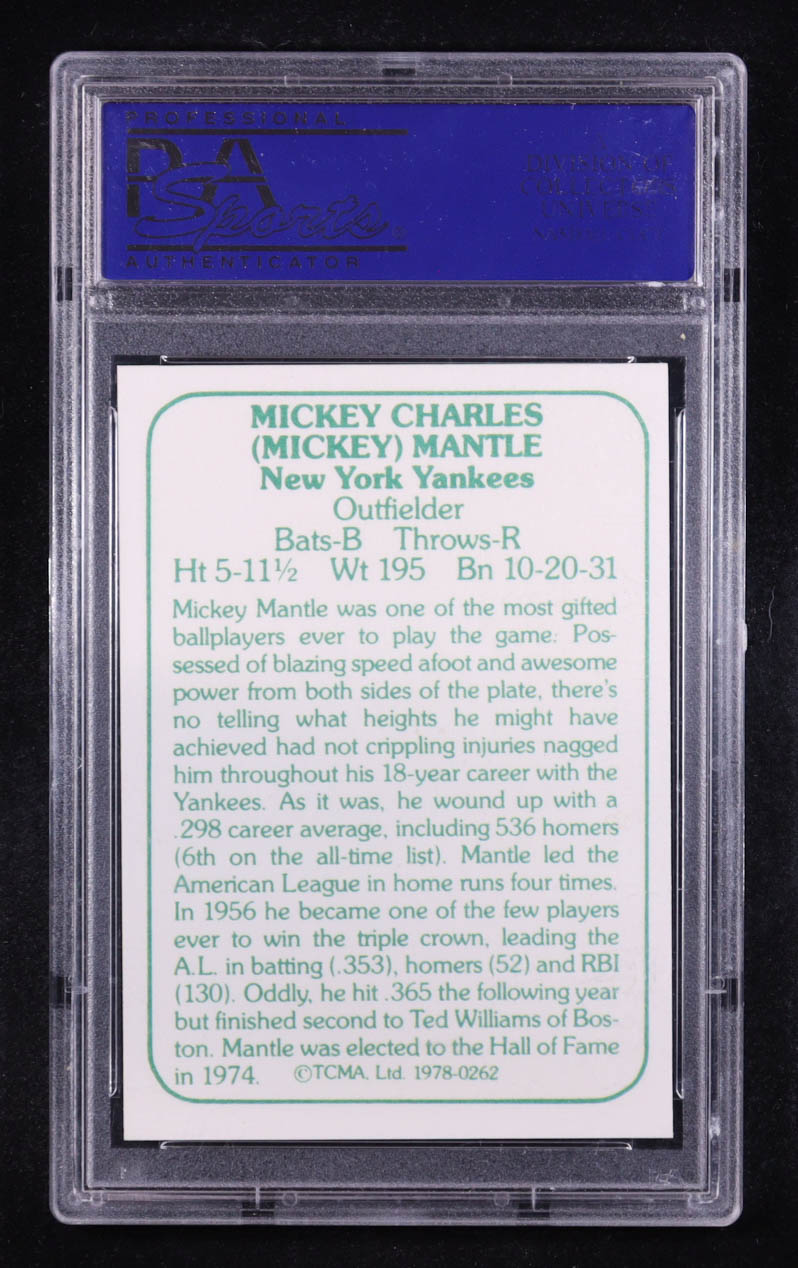 PROFESSIONAL
PSA
Sports
AUTHENTICATOR
DIVISION OF
COLLECTORS
UNIVERSE
MICKEY CHARLES
(MICKEY) MANTLE
New York Yankees
Outfielder
Bats-B Throws-R
Ht 5-11½ Wt 195 Bn 10-20-31
Mickey Mantle was one of the most gifted
ballplayers ever to play the game. Pos-
sessed of blazing speed afoot and awesome
power from both sides of the plate, there's
no telling what heights he might have
achieved had not crippling injuries nagged
him throughout his 18-year career with the
Yankees. As it was, he wound up with a
.298 career average, including 536 homers
(6th on the all-time list). Mantle led the
American League in home runs four times.
In 1956 he became one of the few players
ever to win the triple crown, leading the
A.L. in batting (.353), homers (52) and RBI
(130). Oddly, he hit .365 the following year
but finished second to Ted Williams of Bos-
ton. Mantle was elected to the Hall of Fame
in 1974. ©TCMA, Ltd. 1978-0262